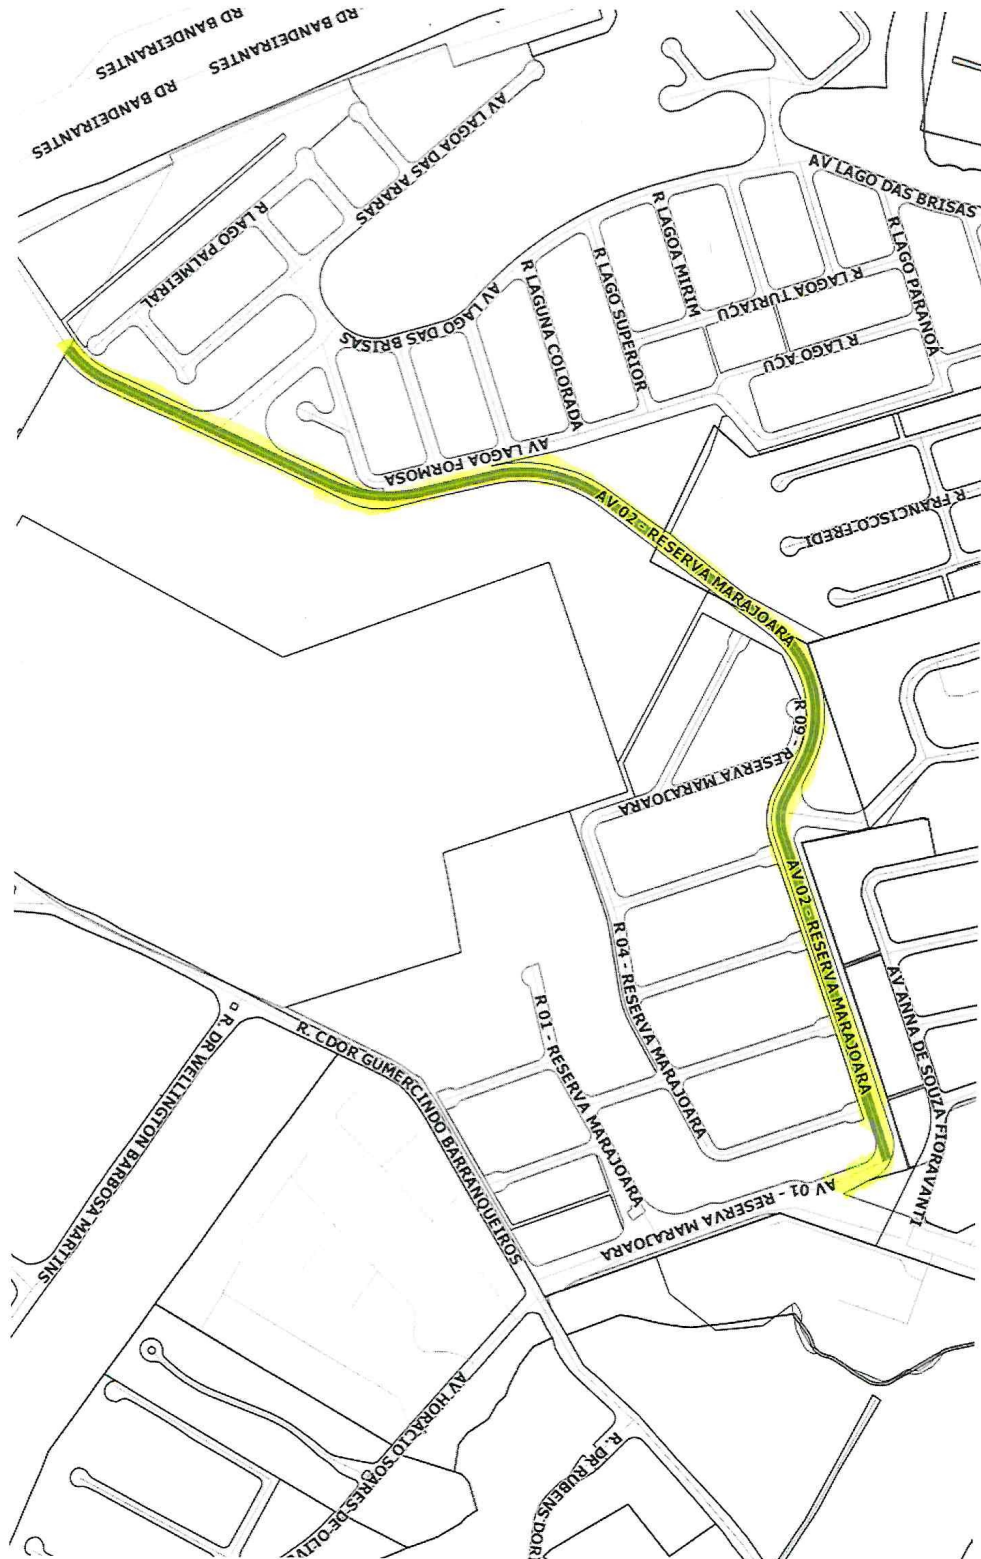 RD BANDEIRANTES
RD BANDEIRANTES
RD BANDEIRANTES
RD BANDEIRANTES
AV LAGOA DAS ARARAS
R LAGO PALMEIRAL
AV LAGO DAS BRISAS
R LAGOA MIRIM
R LAGO PARANOÁ
R LAGO SUPERIOR
R LAGUNA COLORADA
R LAGOA TURIAÇU
AV LAGO DAS BRISAS
R LAGO AÇU
AV LAGOA FORMOSA
R FRANCISCO FREDI
AV 02 - RESERVA MARAJOARA
R 09 - RESERVA MARAJOARA
AV 02 - RESERVA MARAJOARA
R 04 - RESERVA MARAJOARA
R 01 - RESERVA MARAJOARA
AV ANNA DE SOUZA FIORAVANTI
R. CDOR GUMERCINDO BARRANQUEIROS
R. DR WELLINGTON BARBOSA MARTINS
AV 01 - RESERVA MARAJOARA
AV HORACIO SOARES DE OLIV
R. DR RUBENS DOR